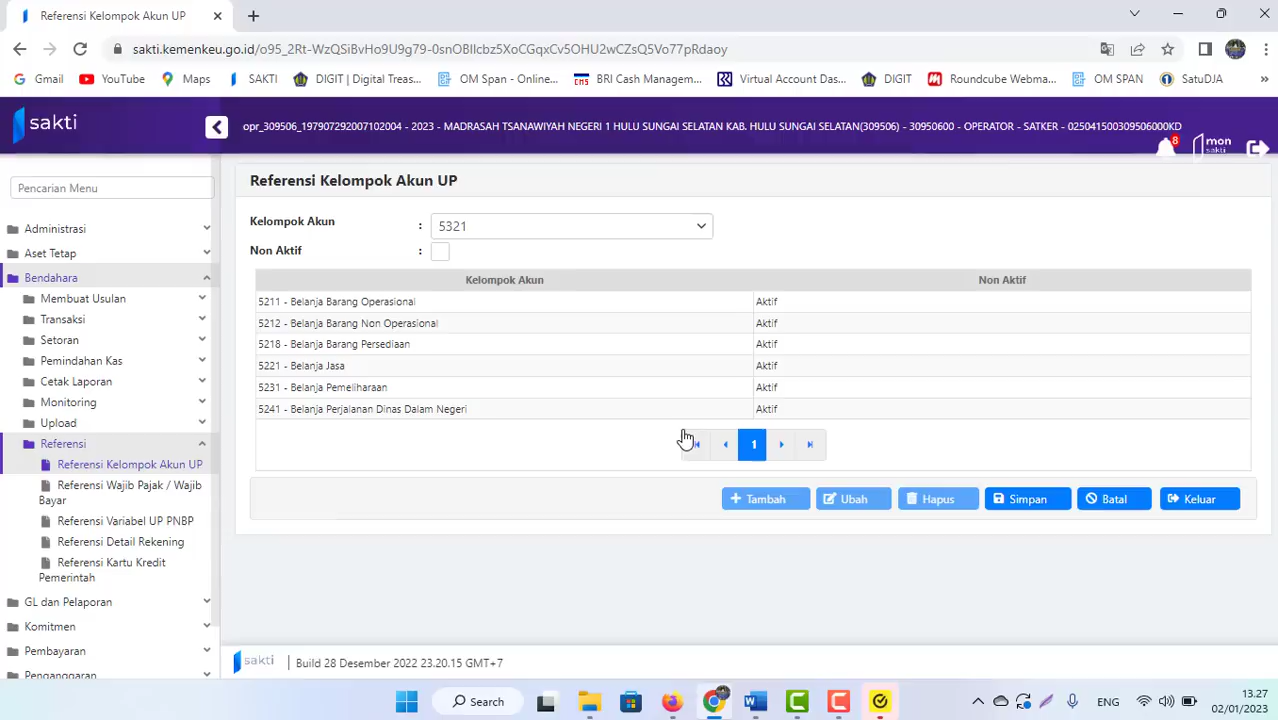 Referensi Kelompok Akun UP
sakti.kemenkeu.go.id/o95_2Rt-WzQSiBvHo9U9g79-0snOBIlcbz5XoCGqxCv5OHU2wCZsQ5Vo77pRdaoy
Gmail YouTube Maps SAKTI DIGIT | Digital Treas... OM Span - Online... CMS BRI Cash Managem... Virtual Account Das... DIGIT Roundcube Webma... OM SPAN SatuDJA »
sakti
opr_309506_197907292007102004 - 2023 - MADRASAH TSANAWIYAH NEGERI 1 HULU SUNGAI SELATAN KAB. HULU SUNGAI SELATAN(309506) - 30950600 - OPERATOR - SATKER - 025041500309506000KD
8
mon
sakti
Pencarian Menu
Administrasi
Aset Tetap
Bendahara
Membuat Usulan
Transaksi
Setoran
Pemindahan Kas
Cetak Laporan
Monitoring
Upload
Referensi
Referensi Kelompok Akun UP
Referensi Wajib Pajak / Wajib
Bayar
Referensi Variabel UP PNBP
Referensi Detail Rekening
Referensi Kartu Kredit
Pemerintah
GL dan Pelaporan
Komitmen
Pembayaran
Penganggaran
Referensi Kelompok Akun UP
Kelompok Akun : 5321
Non Aktif :
Kelompok Akun Non Aktif
5211 - Belanja Barang Operasional Aktif
5212 - Belanja Barang Non Operasional Aktif
5218 - Belanja Barang Persediaan Aktif
5221 - Belanja Jasa Aktif
5231 - Belanja Pemeliharaan Aktif
5241 - Belanja Perjalanan Dinas Dalam Negeri Aktif
1
Tambah Ubah Hapus Simpan Batal Keluar
sakti | Build 28 Desember 2022 23.20.15 GMT+7
Search
ENG
13.27
02/01/2023